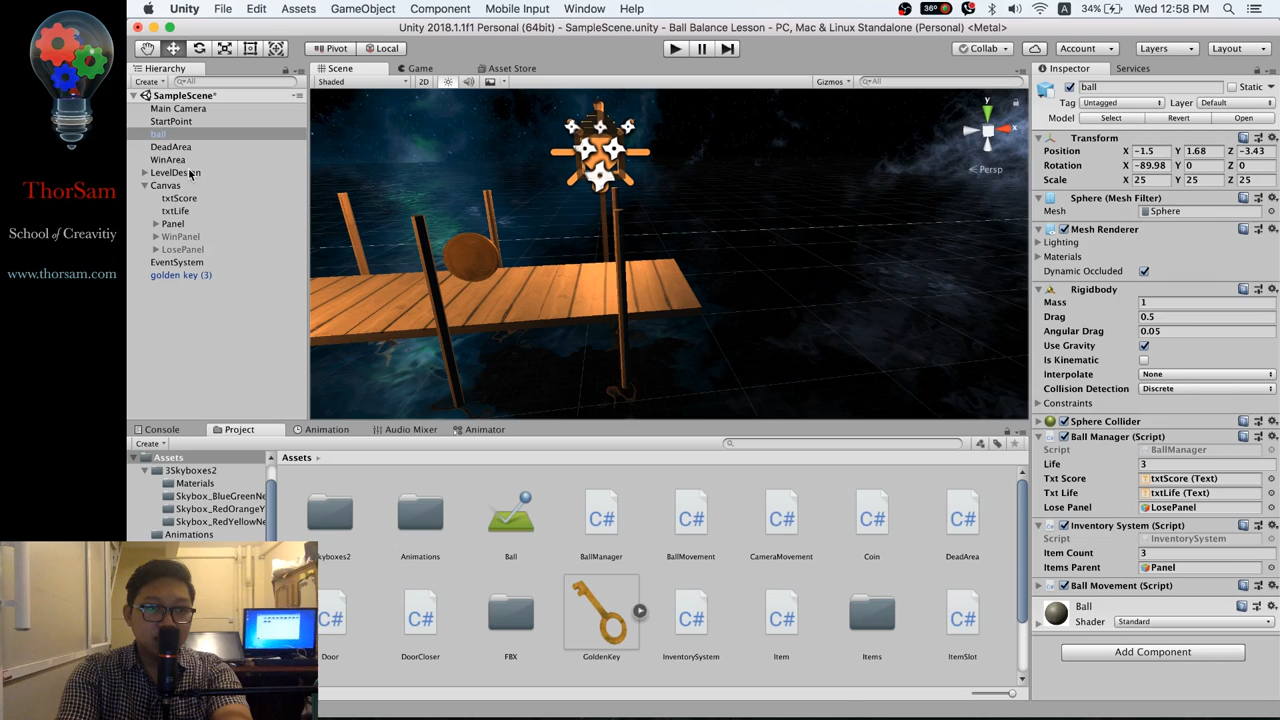 Unity File Edit Assets GameObject Component Mobile Input Window Help 36° 34% Wed 12:58 PM
Unity 2018.1.1f1 Personal (64bit) - SampleScene.unity - Ball Balance Lesson - PC, Mac & Linux Standalone (Personal) <Metal>
Pivot Local Collab Account Layers Layout
Hierarchy Scene Game Asset Store Inspector Services
Create All Shaded 2D Gizmos All
SampleScene*
Main Camera
StartPoint
ball
DeadArea
WinArea
LevelDesign
Canvas
txtScore
txtLife
Panel
WinPanel
LosePanel
EventSystem
golden key (3)
ThorSam
School of Creavitiy
www.thorsam.com
y
x
Persp
ball Static
Tag Untagged Layer Default
Model Select Revert Open
Transform
Position X -1.5 Y 1.68 Z -3.43
Rotation X -89.98 Y 0 Z 0
Scale X 25 Y 25 Z 25
Sphere (Mesh Filter)
Mesh Sphere
Mesh Renderer
Lighting
Materials
Dynamic Occluded
Rigidbody
Mass 1
Drag 0.5
Angular Drag 0.05
Use Gravity
Is Kinematic
Interpolate None
Collision Detection Discrete
Constraints
Sphere Collider
Ball Manager (Script)
Script BallManager
Life 3
Txt Score txtScore (Text)
Txt Life txtLife (Text)
Lose Panel LosePanel
Inventory System (Script)
Script InventorySystem
Item Count 3
Items Parent Panel
Ball Movement (Script)
Ball
Shader Standard
Add Component
Console Project Animation Audio Mixer Animator
Create
Assets
3Skyboxes2
Materials
Skybox_BlueGreenNe
Skybox_RedOrangeY
Skybox_RedYellowNe
Animations
Assets
C# C# C# C# C#
kyboxes2 Animations Ball BallManager BallMovement CameraMovement Coin DeadArea
C# C# C# C# C#
Door DoorCloser FBX GoldenKey InventorySystem Item Items ItemSlot